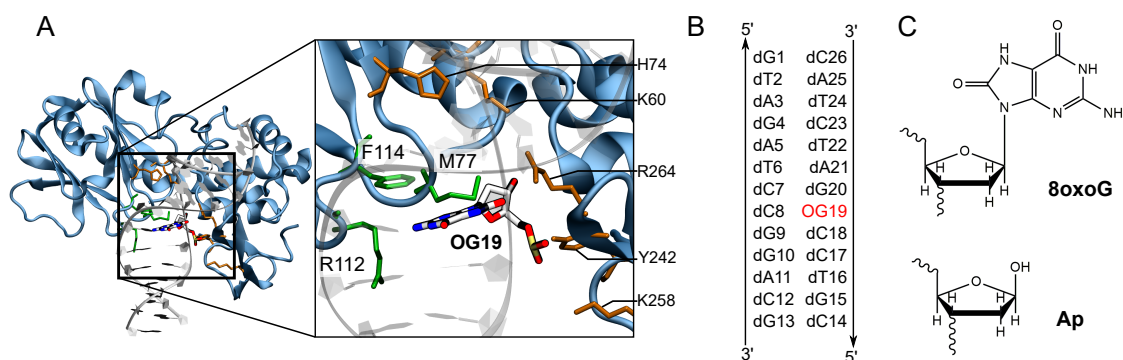 A
H74
K60
F114
M77
R264
OG19
R112
Y242
K258
B
5' 3'
dG1 dC26
dT2 dA25
dA3 dT24
dG4 dC23
dA5 dT22
dT6 dA21
dC7 dG20
dC8 OG19
dG9 dC18
dG10 dC17
dA11 dT16
dC12 dG15
dG13 dC14
3' 5'
C
O
H
N
NH
O
N
N
NH₂
O
H H
H H
8oxoG
OH
O
H H
H H
Ap